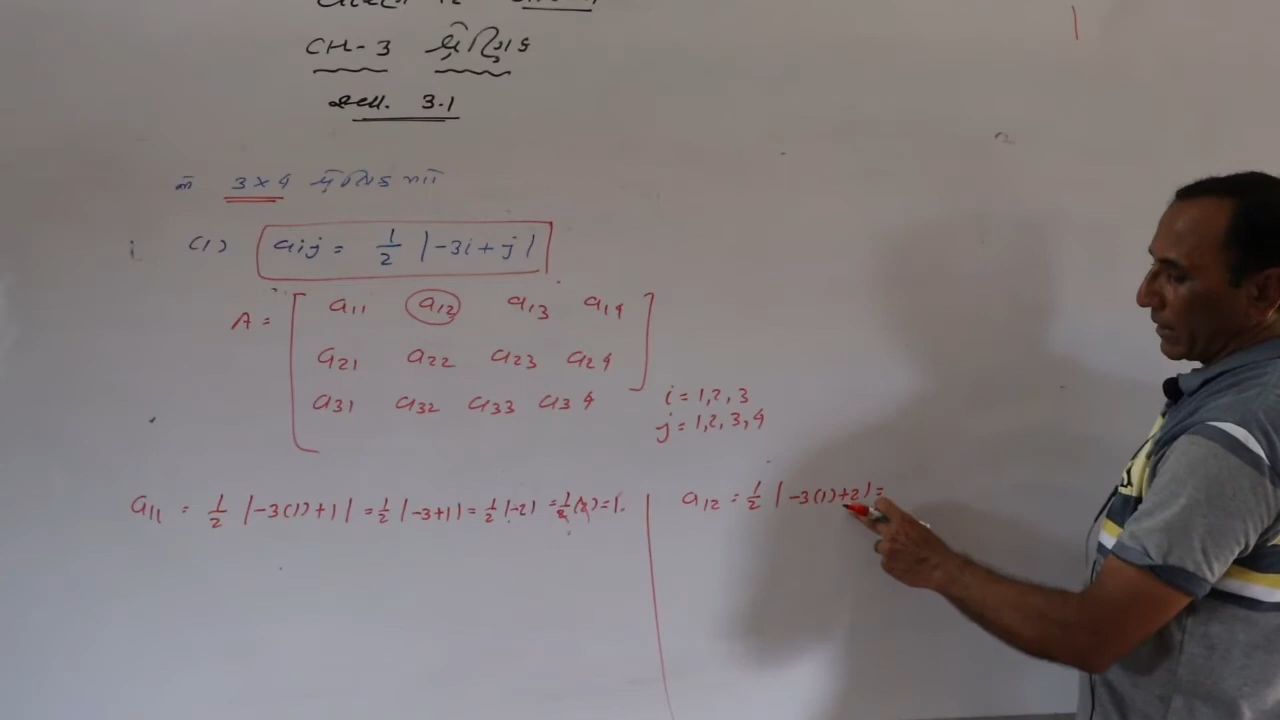 CH-3 શ્રેણિક
સ્વા. 3.1
3×4 શ્રેણિક માટે
(1) aij = 1/2 |-3i+j|
A = [ a11 a12 a13 a14
a21 a22 a23 a24
a31 a32 a33 a34 ]
i = 1,2,3
j = 1,2,3,4
a11 = 1/2 |-3(1)+1| = 1/2 |-3+1| = 1/2 |-2| = 1/2 (2) = 1.
a12 = 1/2 |-3(1)+2| =